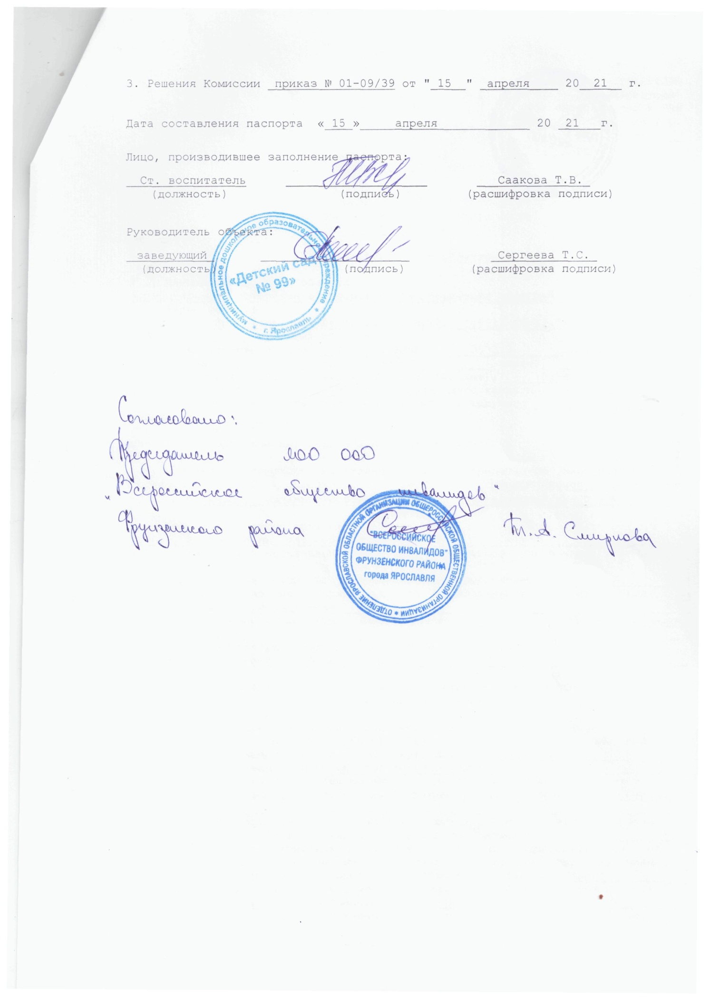 3. Решения Комиссии приказ № 01-09/39 от " 15 " апреля 20 21 г.
Дата составления паспорта « 15 » апреля 20 21 г.
Лицо, производившее заполнение паспорта:
Ст. воспитатель Саакова Т.В.
(должность) (подпись) (расшифровка подписи)
Руководитель объекта:
заведующий Сергеева Т.С.
(должность) (подпись) (расшифровка подписи)
муниципальное дошкольное образовательное учреждение * г. Ярославль *
«Детский сад
№ 99»
Согласовано:
Председатель МОО ООО
"Всероссийское общество инвалидов"
Фрунзенского района Т.А. Смирнова
ОТДЕЛЕНИЕ ЯРОСЛАВСКОЙ ОБЛАСТНОЙ ОРГАНИЗАЦИИ ОБЩЕРОССИЙСКОЙ ОБЩЕСТВЕННОЙ ОРГАНИЗАЦИИ *
"ВСЕРОССИЙСКОЕ
ОБЩЕСТВО ИНВАЛИДОВ"
ФРУНЗЕНСКОГО РАЙОНА
города ЯРОСЛАВЛЯ